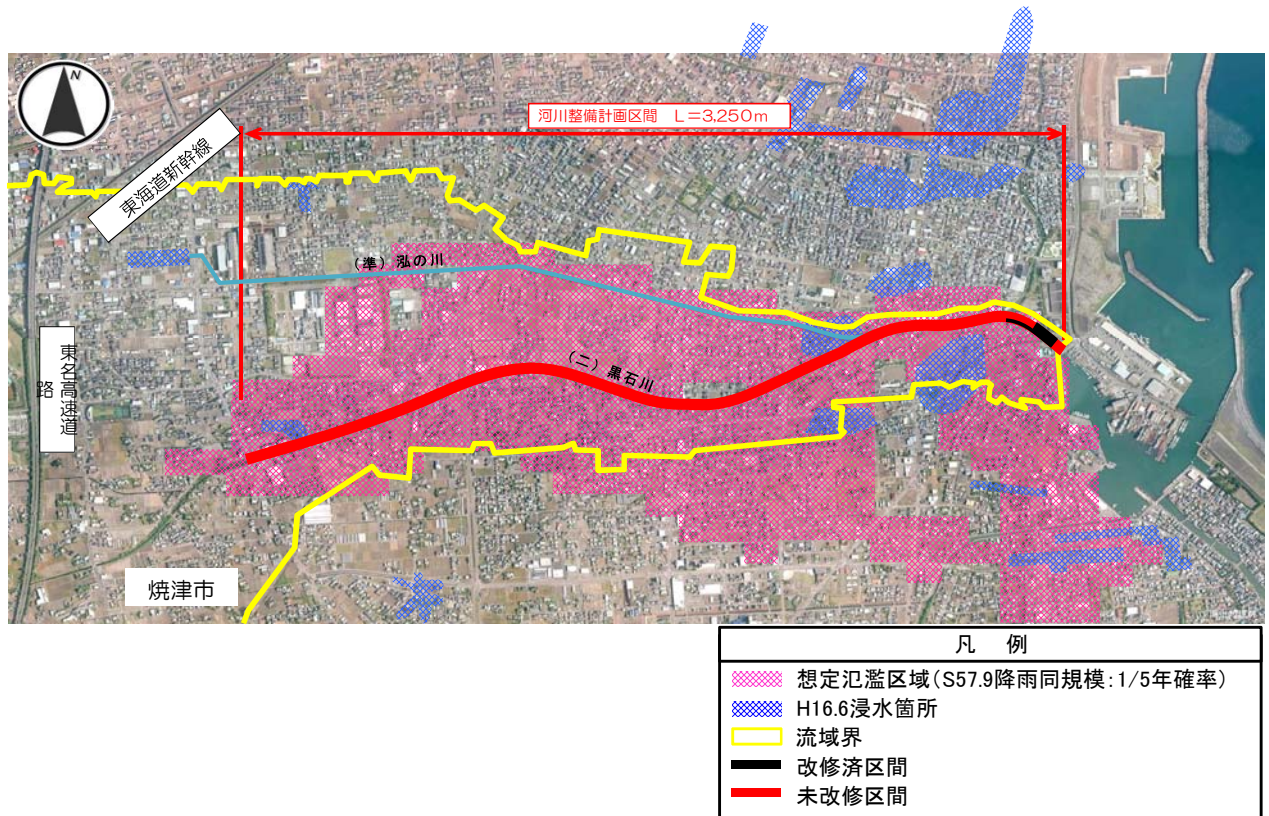 N
河川整備計画区間　L＝3,250m
東海道新幹線
（準）泓の川
（二）黒石川
東名高速道
路
焼津市
凡　例
想定氾濫区域（S57.9降雨同規模：1/5年確率）
H16.6浸水箇所
流域界
改修済区間
未改修区間